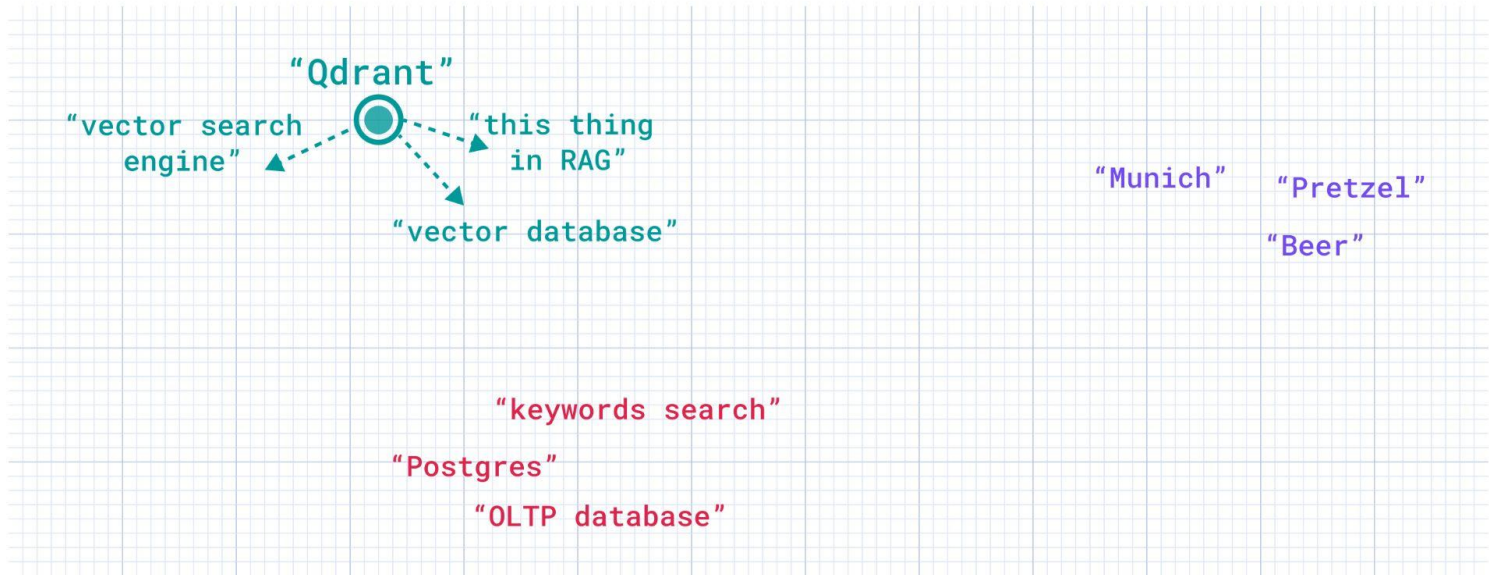 “Qdrant”
“vector search
engine”
“this thing
in RAG”
“vector database”
“Munich”
“Pretzel”
“Beer”
“keywords search”
“Postgres”
“OLTP database”